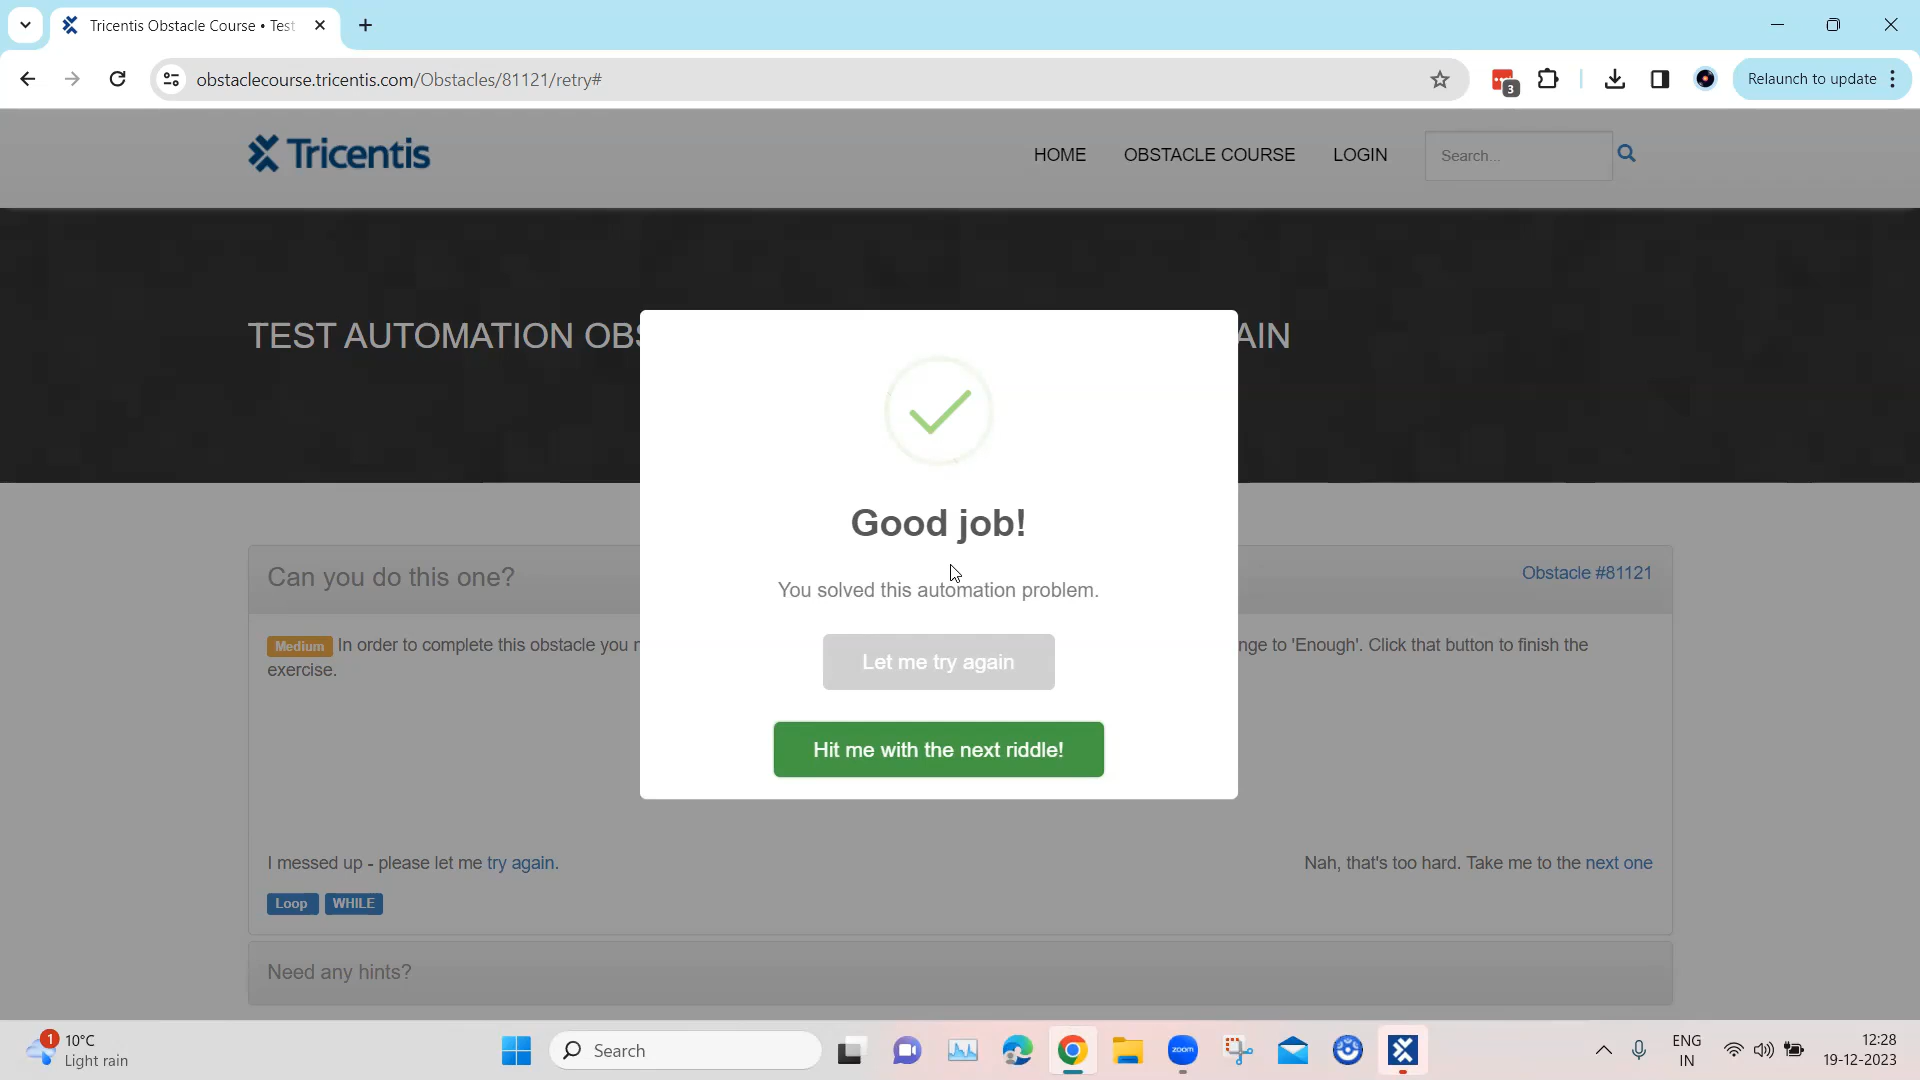 Tricentis Obstacle Course • Test
obstaclecourse.tricentis.com/Obstacles/81121/retry#
3
Relaunch to update
Tricentis
HOME
OBSTACLE COURSE
LOGIN
Search...
TEST AUTOMATION OBS
AIN
Good job!
You solved this automation problem.
Let me try again
Hit me with the next riddle!
Can you do this one?
Obstacle #81121
Medium In order to complete this obstacle you
nge to 'Enough'. Click that button to finish the
exercise.
I messed up - please let me try again.
Nah, that's too hard. Take me to the next one
Loop WHILE
Need any hints?
1
10°C
Light rain
Search
zoom
ENG
IN
12:28
19-12-2023